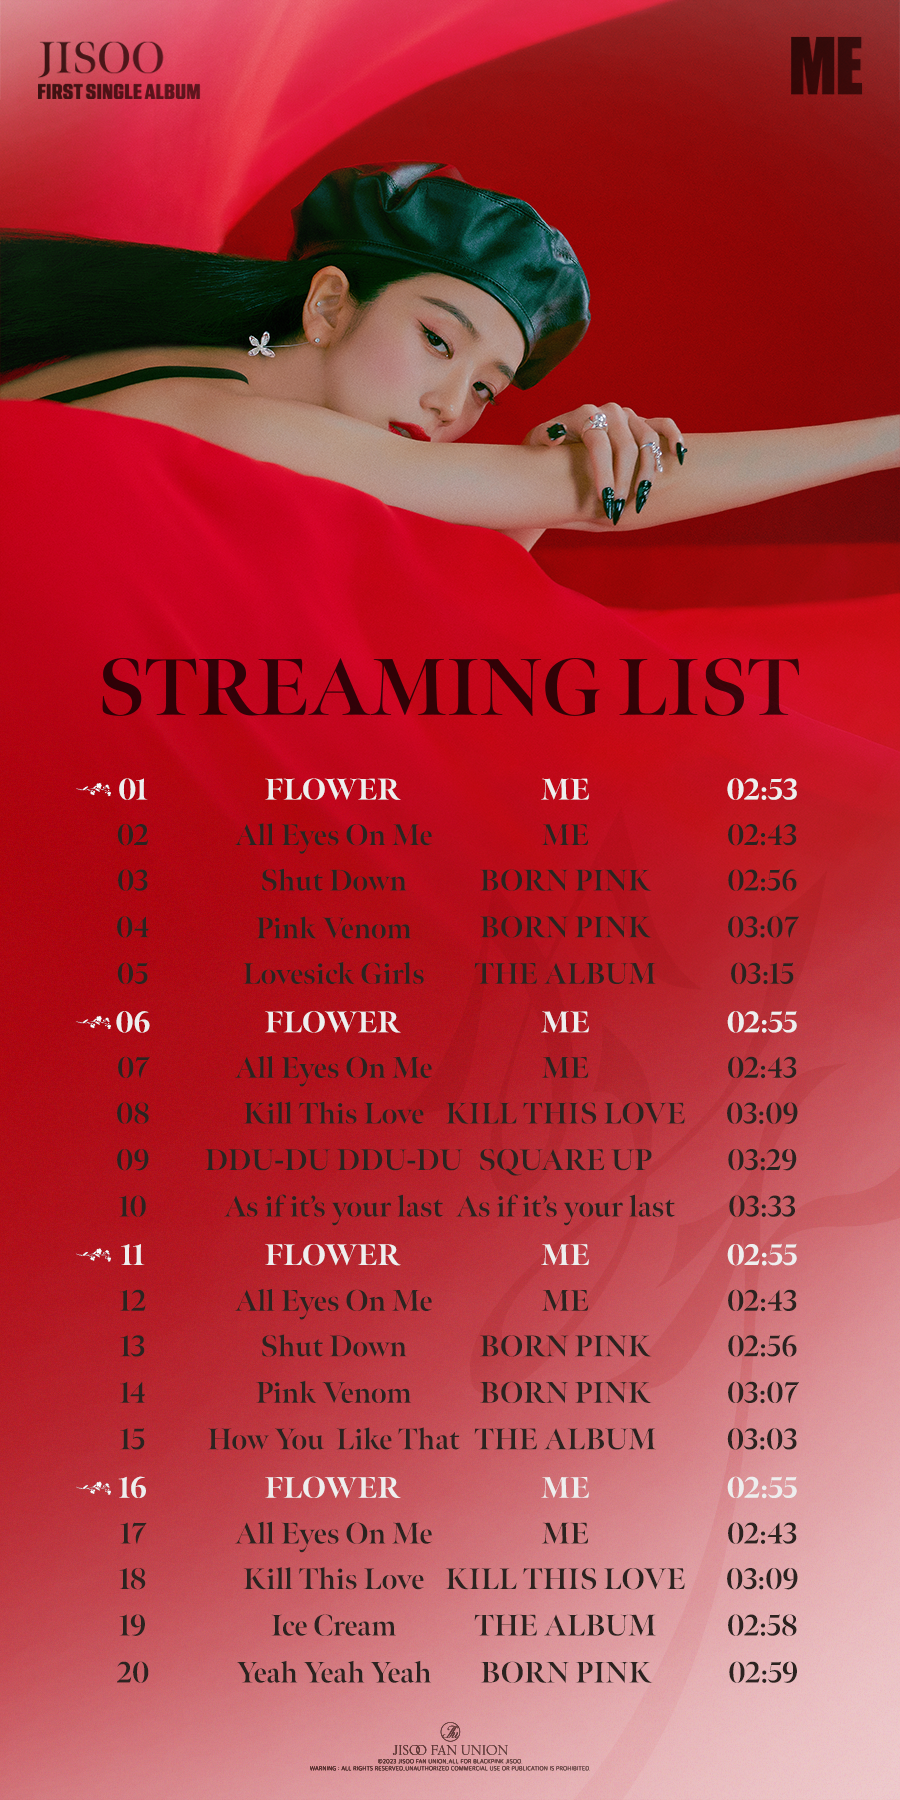 JISOO
FIRST SINGLE ALBUM
ME
STREAMING LIST
01 FLOWER ME 02:53
02 All Eyes On Me ME 02:43
03 Shut Down BORN PINK 02:56
04 Pink Venom BORN PINK 03:07
05 Lovesick Girls THE ALBUM 03:15
06 FLOWER ME 02:55
07 All Eyes On Me ME 02:43
08 Kill This Love KILL THIS LOVE 03:09
09 DDU-DU DDU-DU SQUARE UP 03:29
10 As if it's your last As if it's your last 03:33
11 FLOWER ME 02:55
12 All Eyes On Me ME 02:43
13 Shut Down BORN PINK 02:56
14 Pink Venom BORN PINK 03:07
15 How You Like That THE ALBUM 03:03
16 FLOWER ME 02:55
17 All Eyes On Me ME 02:43
18 Kill This Love KILL THIS LOVE 03:09
19 Ice Cream THE ALBUM 02:58
20 Yeah Yeah Yeah BORN PINK 02:59
JISOO FAN UNION
©2023 JISOO FAN UNION.ALL FOR BLACKPINK JISOO
WARNING : ALL RIGHTS RESERVED.UNAUTHORIZED COMMERCIAL USE OR PUBLICATION IS PROHIBITED.